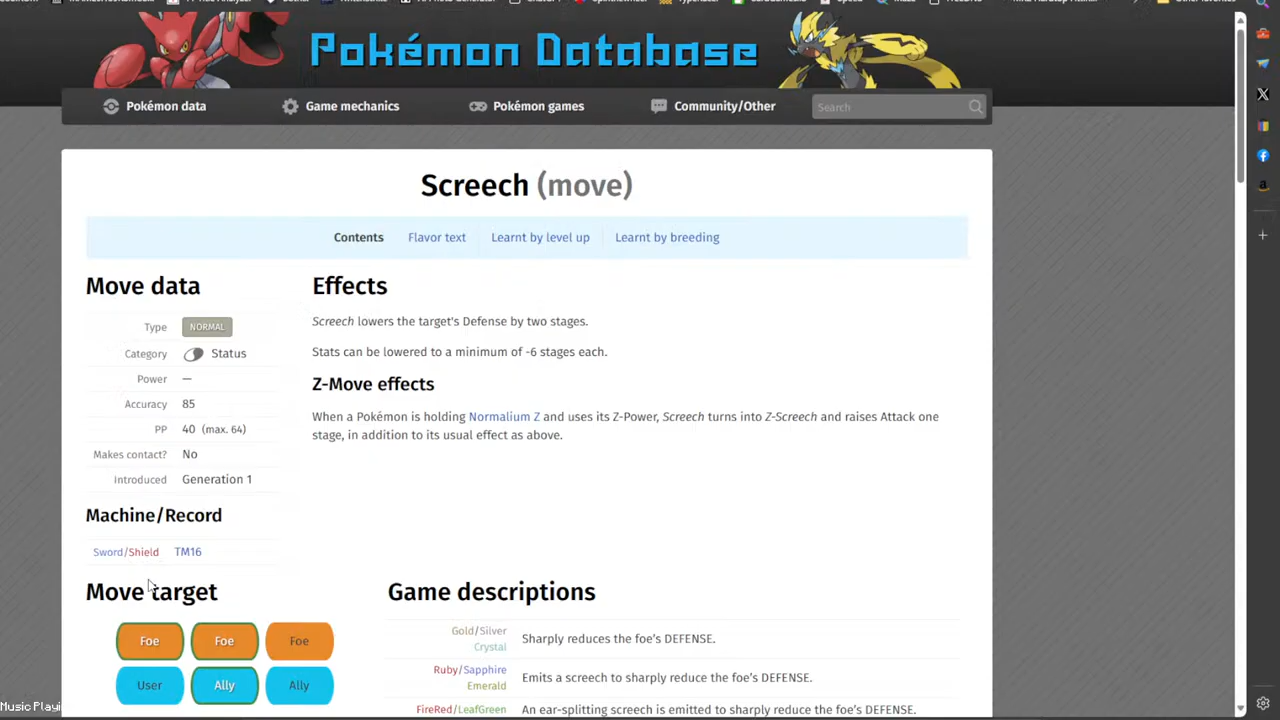 Pokémon Database
Pokémon data
Game mechanics
Pokémon games
Community/Other
Search
Screech (move)
Contents
Flavor text
Learnt by level up
Learnt by breeding
Move data
Type NORMAL
Category Status
Power —
Accuracy 85
PP 40 (max. 64)
Makes contact? No
Introduced Generation 1
Machine/Record
Sword/Shield TM16
Effects
Screech lowers the target's Defense by two stages.
Stats can be lowered to a minimum of -6 stages each.
Z-Move effects
When a Pokémon is holding Normalium Z and uses its Z-Power, Screech turns into Z-Screech and raises Attack one
stage, in addition to its usual effect as above.
Move target
Foe Foe Foe
User Ally Ally
Game descriptions
Gold/Silver
Crystal
Sharply reduces the foe's DEFENSE.
Ruby/Sapphire
Emerald
Emits a screech to sharply reduce the foe's DEFENSE.
FireRed/LeafGreen An ear-splitting screech is emitted to sharply reduce the foe's DEFENSE.
Music Playi